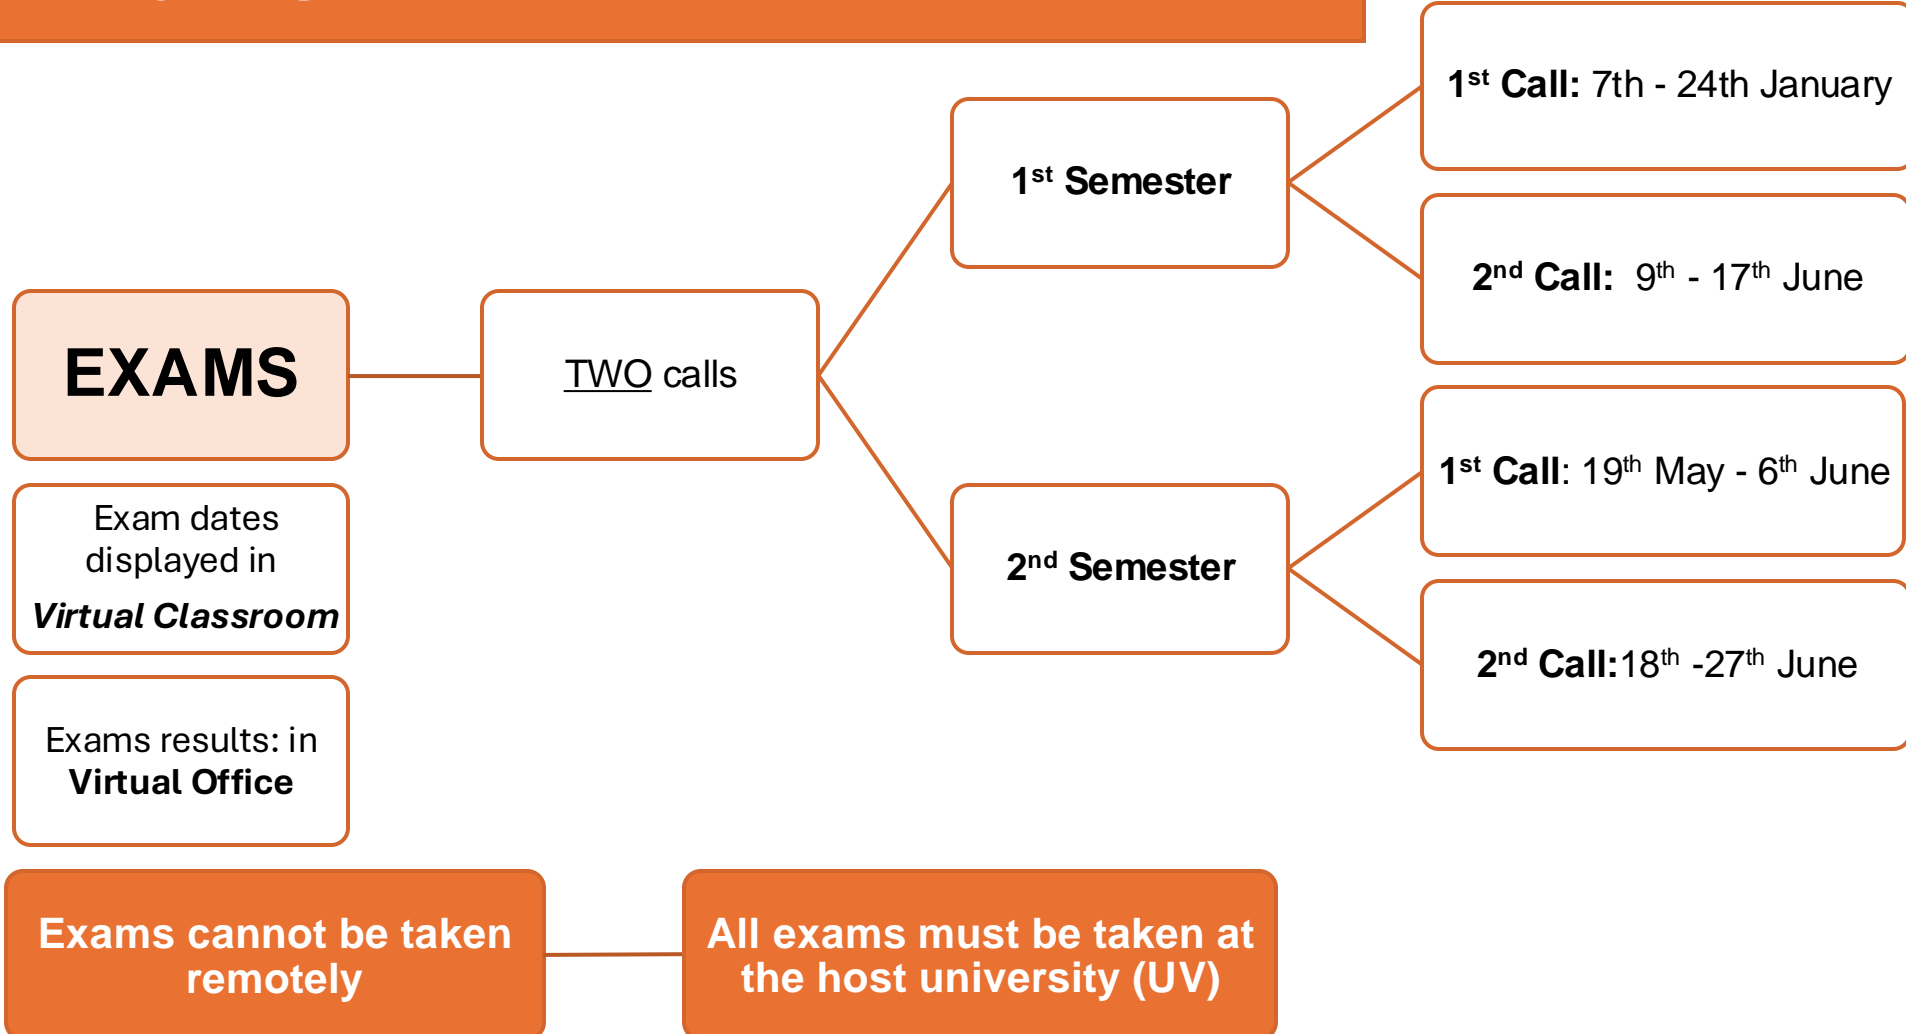 1st Call: 7th - 24th January
1st Semester
2nd Call: 9th - 17th June
EXAMS
TWO calls
1st Call: 19th May - 6th June
Exam dates
displayed in
Virtual Classroom
2nd Semester
2nd Call:18th -27th June
Exams results: in
Virtual Office
Exams cannot be taken
remotely
All exams must be taken at
the host university (UV)